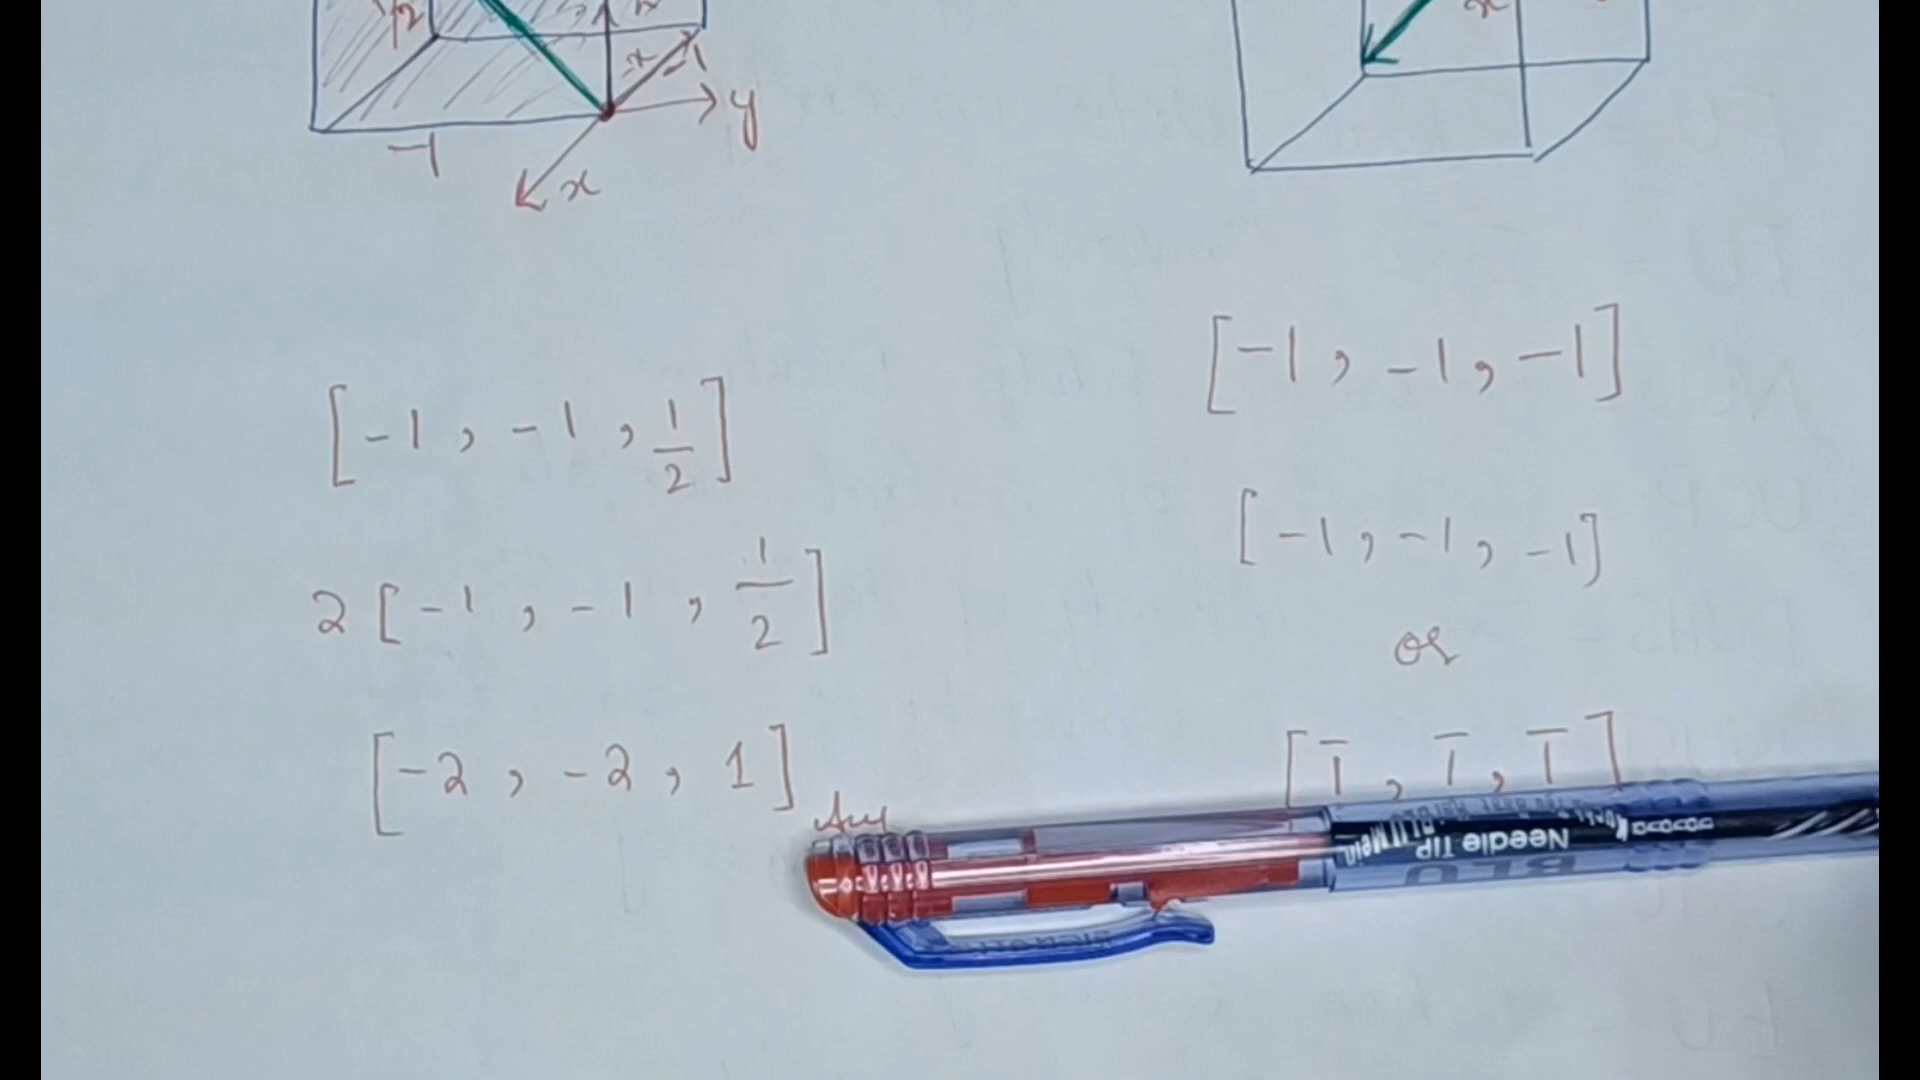 -1
y
-1
x
x
[-1, -1, 1/2]
2[-1, -1, 1/2]
[-2, -2, 1]
[-1, -1, -1]
[-1, -1, -1]
or
[1̅, 1̅, 1̅]
Needle Tip